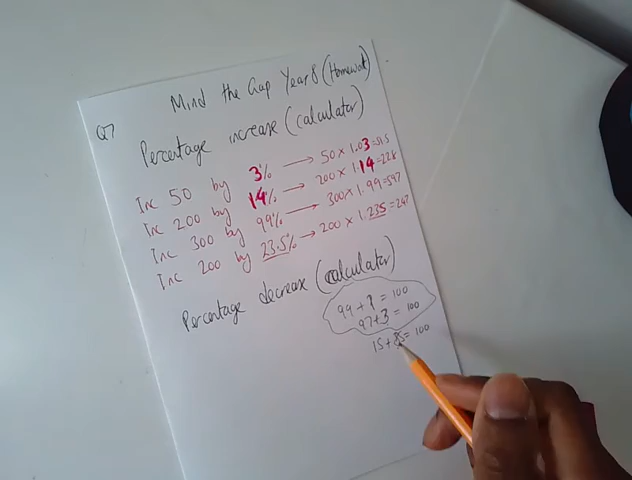 Mind the Gap Year 8 (Homework)
Q7
Percentage increase (calculator)
Inc 50 by 3% → 50 × 1.03 = 51.5
Inc 200 by 14% → 200 × 1.14 = 228
Inc 300 by 99% → 300 × 1.99 = 597
Inc 200 by 23.5% → 200 × 1.235 = 247
Percentage decrease (calculator)
99 + 1 = 100
97 + 3 = 100
15 + 85 = 100